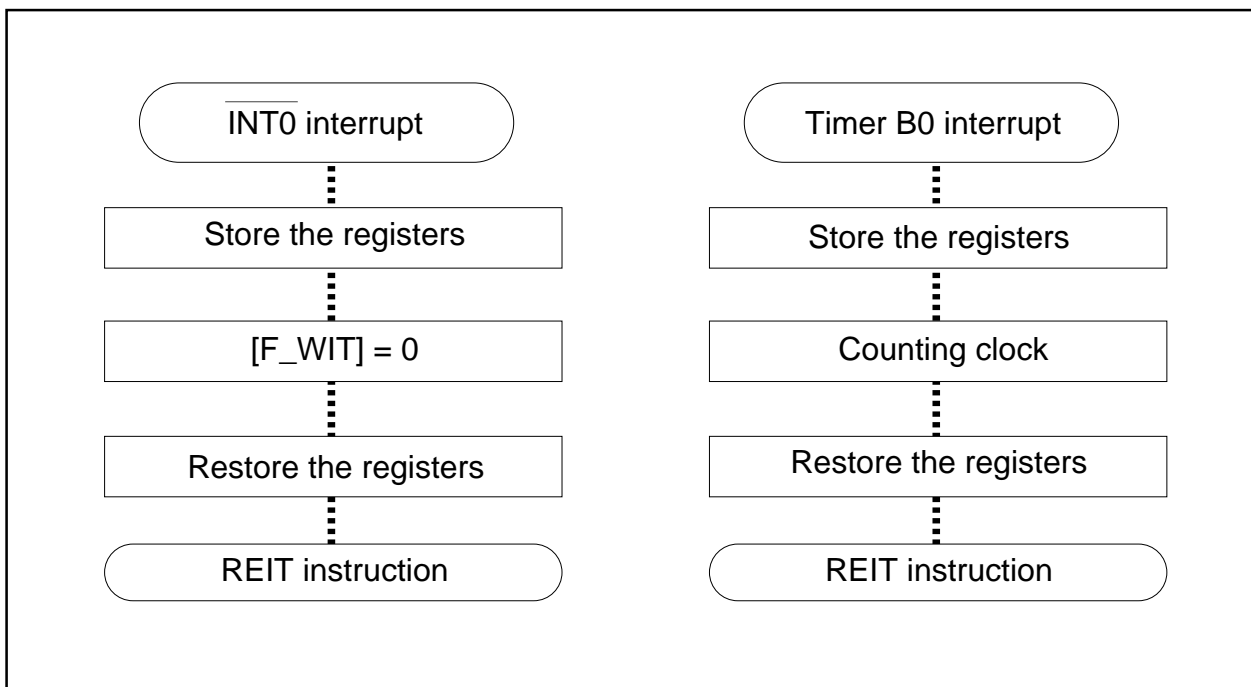 INT0 interrupt
Store the registers
[F_WIT] = 0
Restore the registers
REIT instruction
Timer B0 interrupt
Store the registers
Counting clock
Restore the registers
REIT instruction